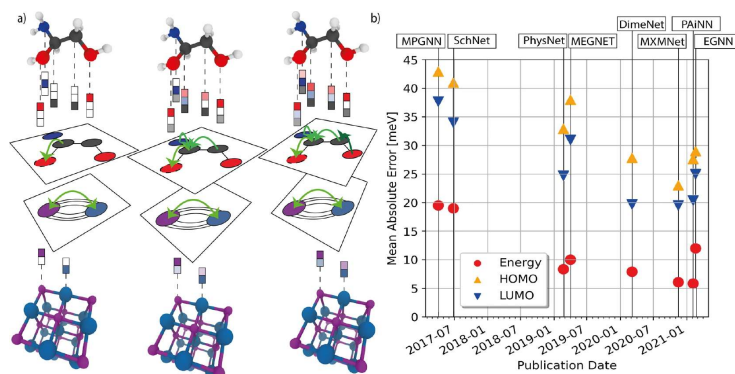 a)
b)
DimeNet
PAiNN
MPGNN
SchNet
PhysNet
MEGNET
MXMNet
EGNN
45
40
35
30
25
20
15
10
5
0
Mean Absolute Error [meV]
Energy
HOMO
LUMO
2017-07
2018-01
2018-07
2019-01
2019-07
2020-01
2020-07
2021-01
Publication Date